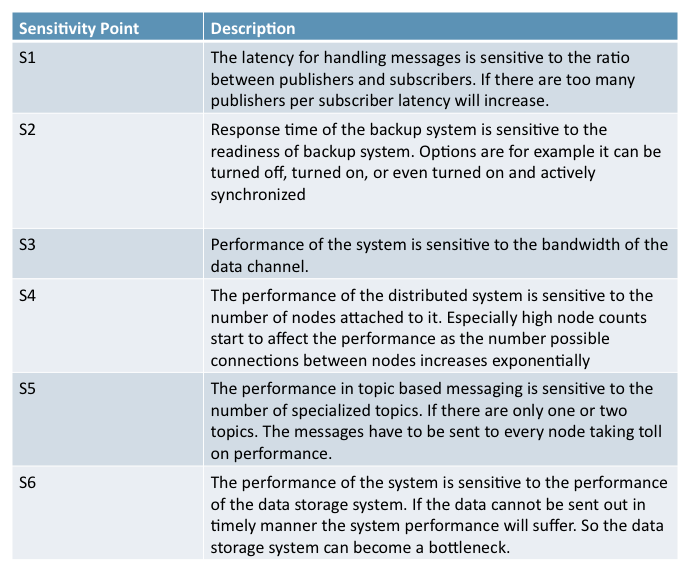 Sensitivity Point Description
S1 The latency for handling messages is sensitive to the ratio
between publishers and subscribers. If there are too many
publishers per subscriber latency will increase.
S2 Response time of the backup system is sensitive to the
readiness of backup system. Options are for example it can be
turned off, turned on, or even turned on and actively
synchronized
S3 Performance of the system is sensitive to the bandwidth of the
data channel.
S4 The performance of the distributed system is sensitive to the
number of nodes attached to it. Especially high node counts
start to affect the performance as the number possible
connections between nodes increases exponentially
S5 The performance in topic based messaging is sensitive to the
number of specialized topics. If there are only one or two
topics. The messages have to be sent to every node taking toll
on performance.
S6 The performance of the system is sensitive to the performance
of the data storage system. If the data cannot be sent out in
timely manner the system performance will suffer. So the data
storage system can become a bottleneck.